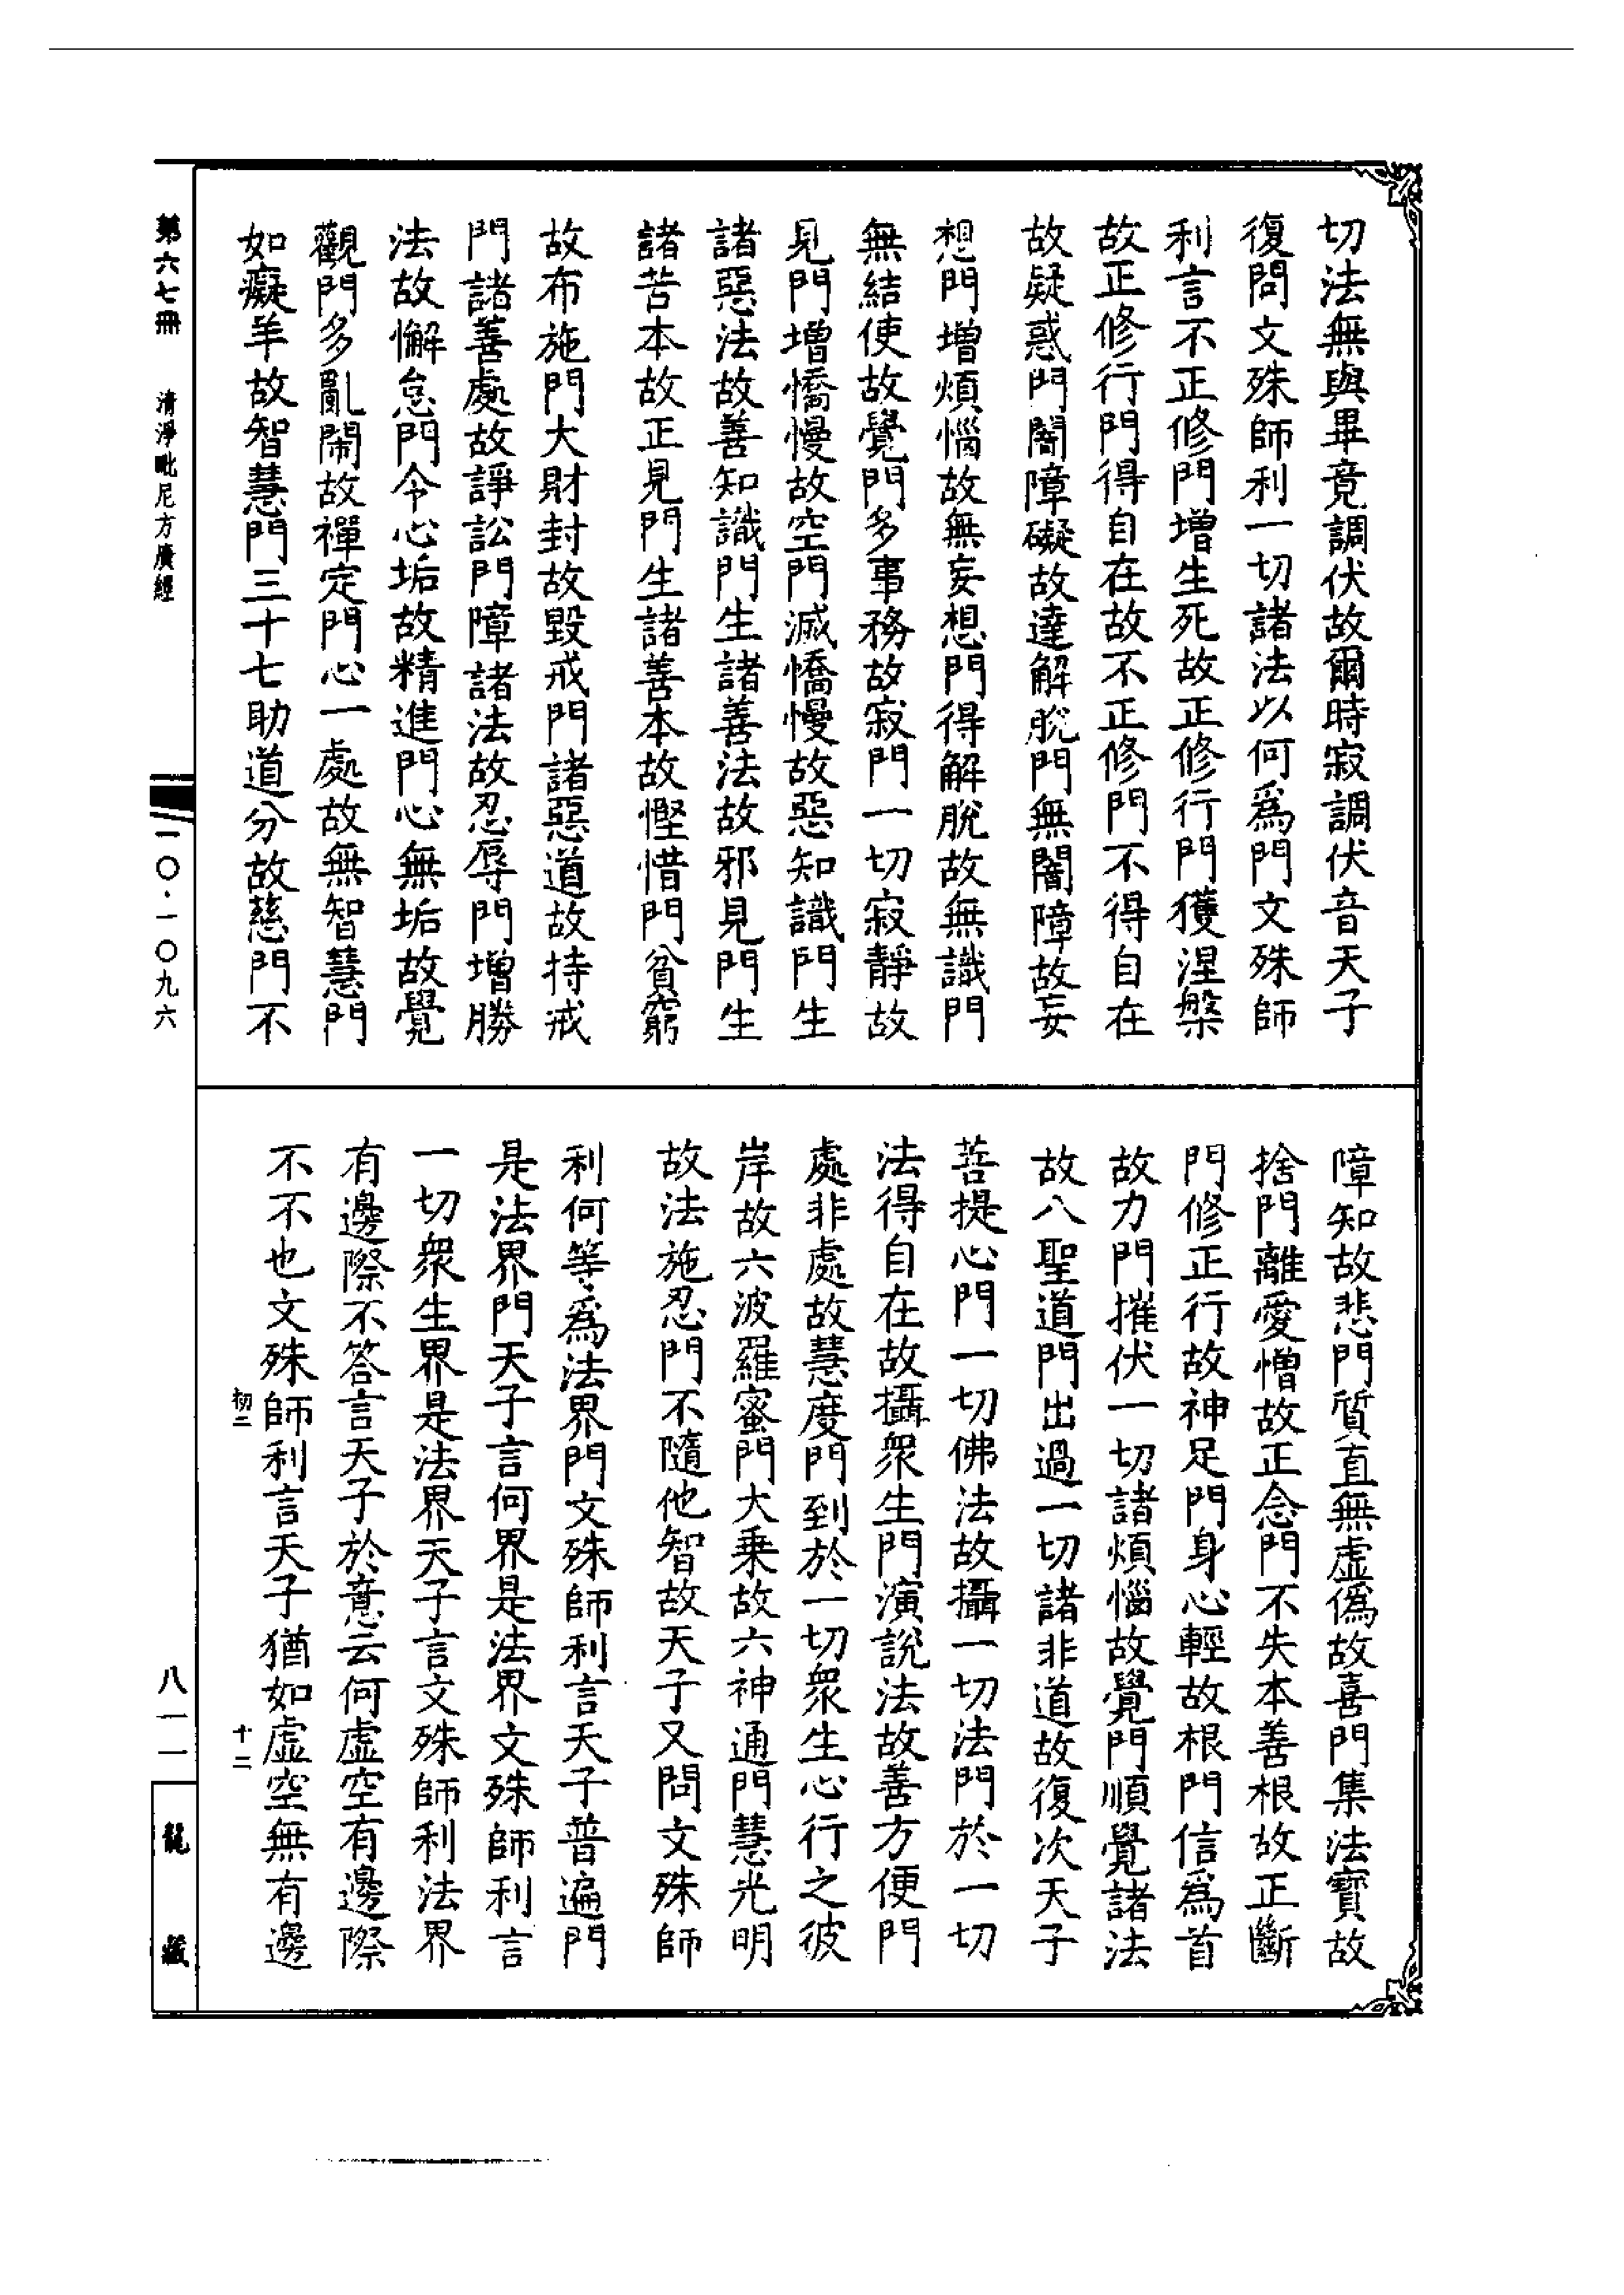 切法無與畢竟調伏故爾時寂調伏音天子
復問文殊師利一切諸法以何爲門文殊師
利言不正修門增生死故正修行門獲涅槃
故正修行門得自在故不正修門不得自在
故疑惑門闇障礙故達解脫門無闇障故妄
想門增煩惱故無妄想門得解脫故無識門
無結使故覺門多事務故寂門一切寂靜故
見門增憍慢故空門滅憍慢故惡知識門生
諸惡法故善知識門生諸善法故邪見門生
諸苦本故正見門生諸善本故慳惜門貧窮
故布施門大財封故毀戒門諸惡道故持戒
門諸善處故諍訟門障諸法故忍辱門增勝
法故懈怠門令心垢故精進門心無垢故覺
觀門多亂鬧故禪定門心一處故無智慧門
如癡羊故智慧門三十七助道分故慈門不
障知故悲門質直無虛僞故喜門集法寶故
捨門離愛憎故正念門不失本善根故正斷
門修正行故神足門身心輕故根門信爲首
故力門摧伏一切諸煩惱故覺門順覺諸法
故八聖道門出過一切諸非道故復次天子
菩提心門一切佛法故攝一切法門於一切
法得自在故攝衆生門演說法故善方便門
處非處故慧度門到於一切衆生心行之彼
岸故六波羅蜜門大乘故六神通門慧光明
故法施忍門不隨他智故天子又問文殊師
利何等爲法界門文殊師利言天子普遍門
是法界門天子言何界是法界文殊師利言
一切衆生界是法界天子言文殊師利法界
有邊際不答言天子於意云何虛空有邊際
不不也文殊師利言天子猶如虛空無有邊
初二
十二
第六七冊
清淨毗尼方廣經
一〇·一〇九六
八一一
龍藏